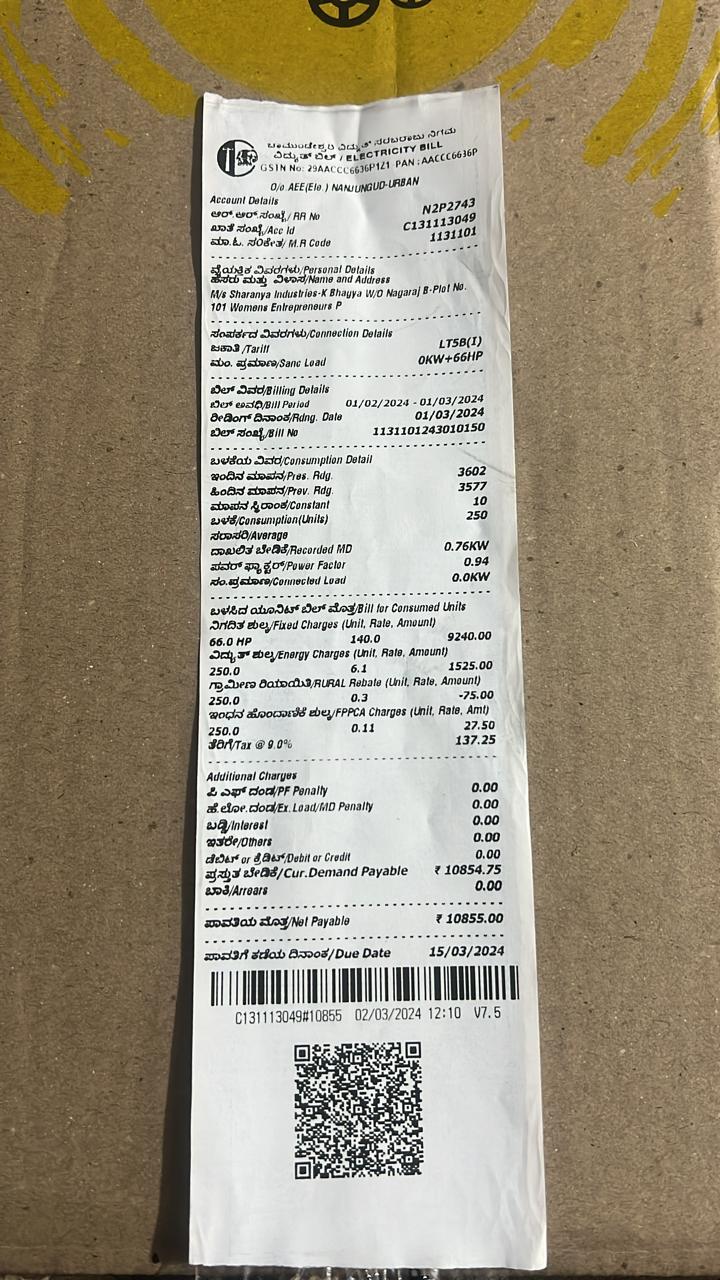 ಚಾಮುಂಡೇಶ್ವರಿ ವಿದ್ಯುತ್ ಸರಬರಾಜು ನಿಗಮ
ವಿದ್ಯುತ್ ಬಿಲ್ / ELECTRICITY BILL
GSTN No: 29AACCC6636P1Z1 PAN : AACCC6636P
O/o AEE(Ele.) NANJUNGUD-URBAN
Account Details
ಆರ್.ಆರ್.ಸಂಖ್ಯೆ/ RR No N2P2743
ಖಾತೆ ಸಂಖ್ಯೆ/Acc Id C131113049
ಮಾ.ಓ. ಸಂಕೇತ/ M.R Code 1131101
ವೈಯಕ್ತಿಕ ವಿವರಗಳು/Personal Details
ಹೆಸರು ಮತ್ತು ವಿಳಾಸ/Name and Address
M/s Sharanya Industries-K Bhagya W/O Nagaraj B-Plot No.
101 Womens Entrepreneurs P
ಸಂಪರ್ಕದ ವಿವರಗಳು/Connection Details
ಜಕಾತಿ /Tariff LT5B(I)
ಮಂ. ಪ್ರಮಾಣ/Sanc Load 0KW+66HP
ಬಿಲ್ ವಿವರ/Billing Details
ಬಿಲ್ ಅವಧಿ/Bill Period 01/02/2024 - 01/03/2024
ರೀಡಿಂಗ್ ದಿನಾಂಕ/Rdng. Date 01/03/2024
ಬಿಲ್ ಸಂಖ್ಯೆ/Bill No 1131101243010150
ಬಳಕೆಯ ವಿವರ/Consumption Detail
ಇಂದಿನ ಮಾಪನ/Pres. Rdg. 3602
ಹಿಂದಿನ ಮಾಪನ/Prev. Rdg. 3577
ಮಾಪನ ಸ್ಥಿರಾಂಕ/Constant 10
ಬಳಕೆ/Consumption(Units) 250
ಸರಾಸರಿ/Average
ದಾಖಲಿತ ಬೇಡಿಕೆ/Recorded MD 0.76KW
ಪವರ್ ಫ್ಯಾಕ್ಟರ್/Power Factor 0.94
ಸಂ.ಪ್ರಮಾಣ/Connected Load 0.0KW
ಬಳಸಿದ ಯೂನಿಟ್ ಬಿಲ್ ಮೊತ್ತ/Bill for Consumed Units
ನಿಗದಿತ ಶುಲ್ಕ/Fixed Charges (Unit, Rate, Amount)
66.0 HP 140.0 9240.00
ವಿದ್ಯುತ್ ಶುಲ್ಕ/Energy Charges (Unit, Rate, Amount)
250.0 6.1 1525.00
ಗ್ರಾಮೀಣ ರಿಯಾಯಿತಿ/RURAL Rebate (Unit, Rate, Amount)
250.0 0.3 -75.00
ಇಂಧನ ಹೊಂದಾಣಿಕೆ ಶುಲ್ಕ/FPPCA Charges (Unit, Rate, Amt)
250.0 0.11 27.50
ತೆರಿಗೆ/Tax @ 9.0% 137.25
Additional Charges
ಪಿ ಎಫ್ ದಂಡ/PF Penalty 0.00
ಹೆ.ಲೋ.ದಂಡ/Ex.Load/MD Penalty 0.00
ಬಡ್ಡಿ/Interest 0.00
ಇತರೇ/Others 0.00
ಡೆಬಿಟ್ or ಕ್ರೆಡಿಟ್/Debit or Credit 0.00
ಪ್ರಸ್ತುತ ಬೇಡಿಕೆ/Cur.Demand Payable ₹ 10854.75
ಬಾಕಿ/Arrears 0.00
ಪಾವತಿಯ ಮೊತ್ತ/Net Payable ₹ 10855.00
ಪಾವತಿಗೆ ಕಡೆಯ ದಿನಾಂಕ/Due Date 15/03/2024
C131113049#10855 02/03/2024 12:10 V7.5